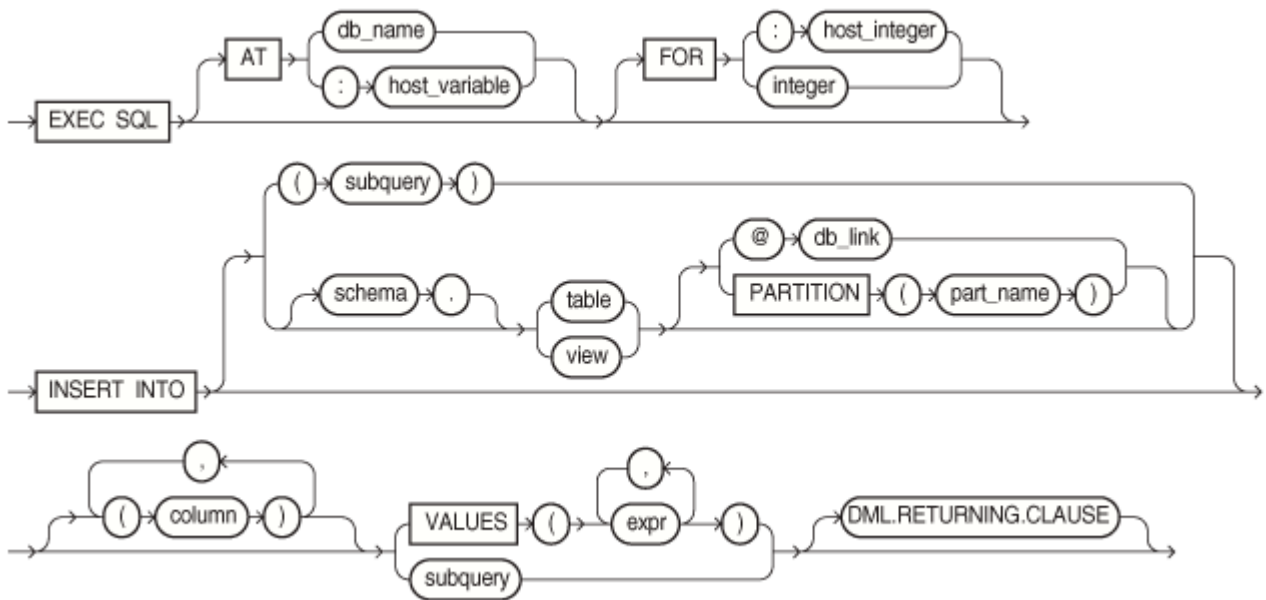 db_name : host_integer
AT FOR
: host_variable integer
EXEC SQL
( subquery )
@ db_link
schema . table PARTITION ( part_name )
view
INSERT INTO
, ,
( column ) VALUES ( expr ) DML.RETURNING.CLAUSE
subquery